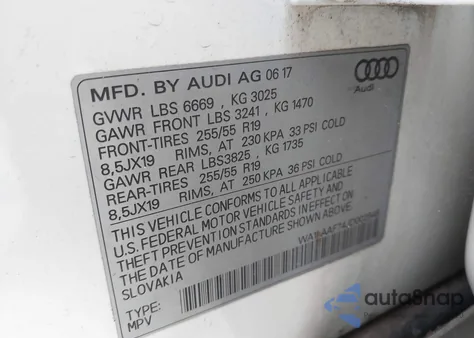 MFD. BY AUDI AG 06 17
GVWR LBS 6669 , KG 3025
GAWR FRONT LBS 3241 , KG 1470
FRONT-TIRES 255/55 R19
8,5JX19 RIMS, AT 230 KPA 33 PSI COLD
GAWR REAR LBS3825 , KG 1735
REAR-TIRES 255/55 R19
8,5JX19 RIMS, AT 250 KPA 36 PSI COLD
THIS VEHICLE CONFORMS TO ALL APPLICABLE
U.S. FEDERAL MOTOR VEHICLE SAFETY AND
THEFT PREVENTION STANDARDS IN EFFECT ON
THE DATE OF MANUFACTURE SHOWN ABOVE.
SLOVAKIA
TYPE:
MPV
autoSnap